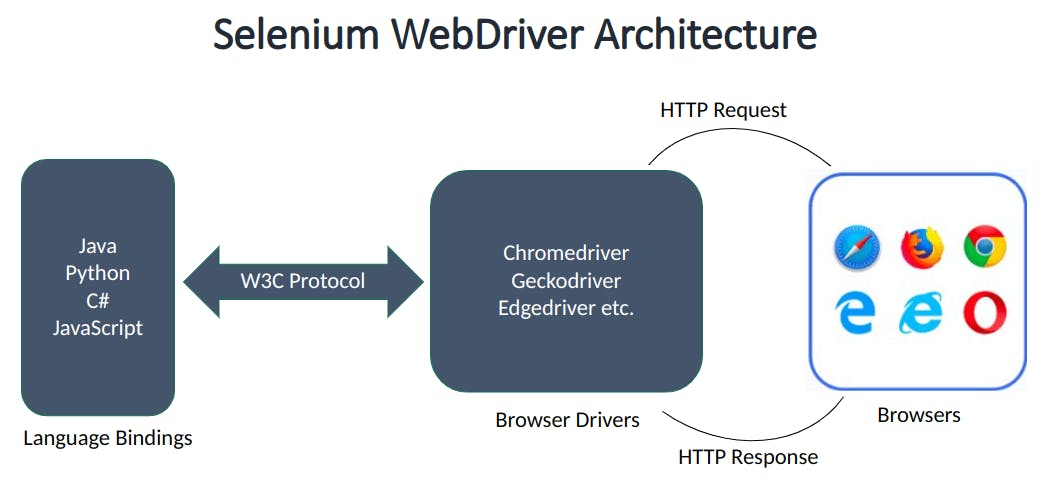 Selenium WebDriver Architecture
HTTP Request
Java
Python
C#
JavaScript
W3C Protocol
Chromedriver
Geckodriver
Edgedriver etc.
Language Bindings
Browser Drivers
Browsers
HTTP Response